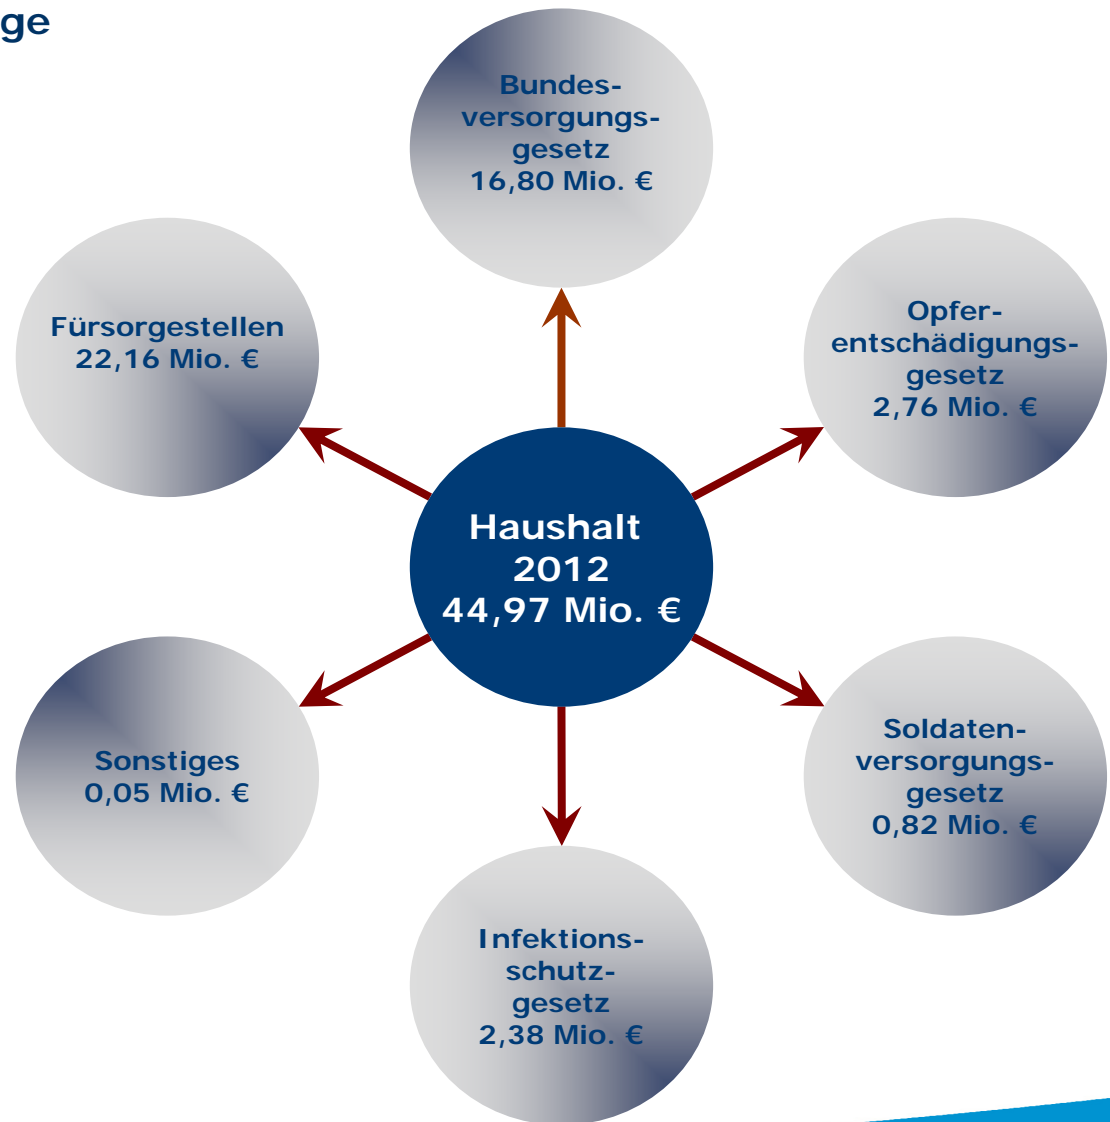 ge
Bundes-
versorgungs-
gesetz
16,80 Mio. €
Fürsorgestellen
22,16 Mio. €
Opfer-
entschädigungs-
gesetz
2,76 Mio. €
Haushalt
2012
44,97 Mio. €
Sonstiges
0,05 Mio. €
Soldaten-
versorgungs-
gesetz
0,82 Mio. €
Infektions-
schutz-
gesetz
2,38 Mio. €